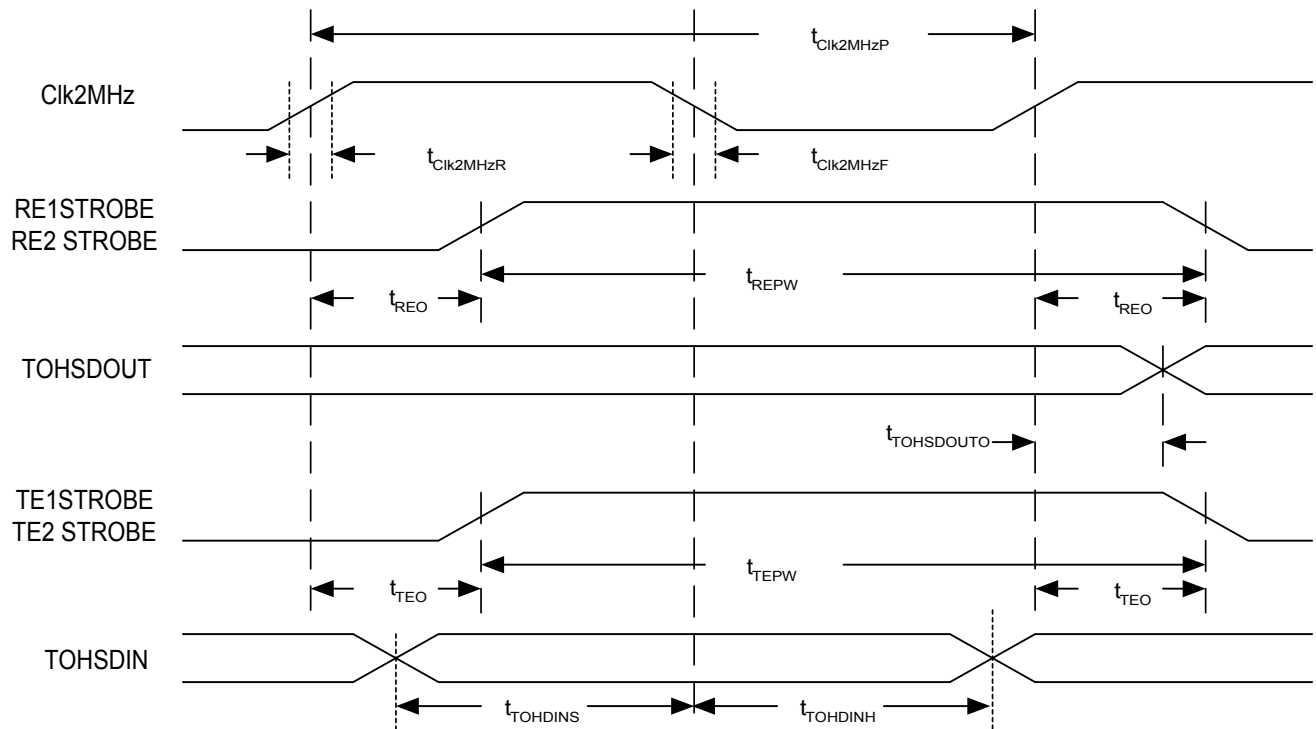 tClk2MHzP
Clk2MHz
tClk2MHzR
tClk2MHzF
RE1STROBE
RE2 STROBE
tREPW
tREO
tREO
TOHSDOUT
tTOHSDOUTO
TE1STROBE
TE2 STROBE
tTEPW
tTEO
tTEO
TOHSDIN
tTOHDINS
tTOHDINH